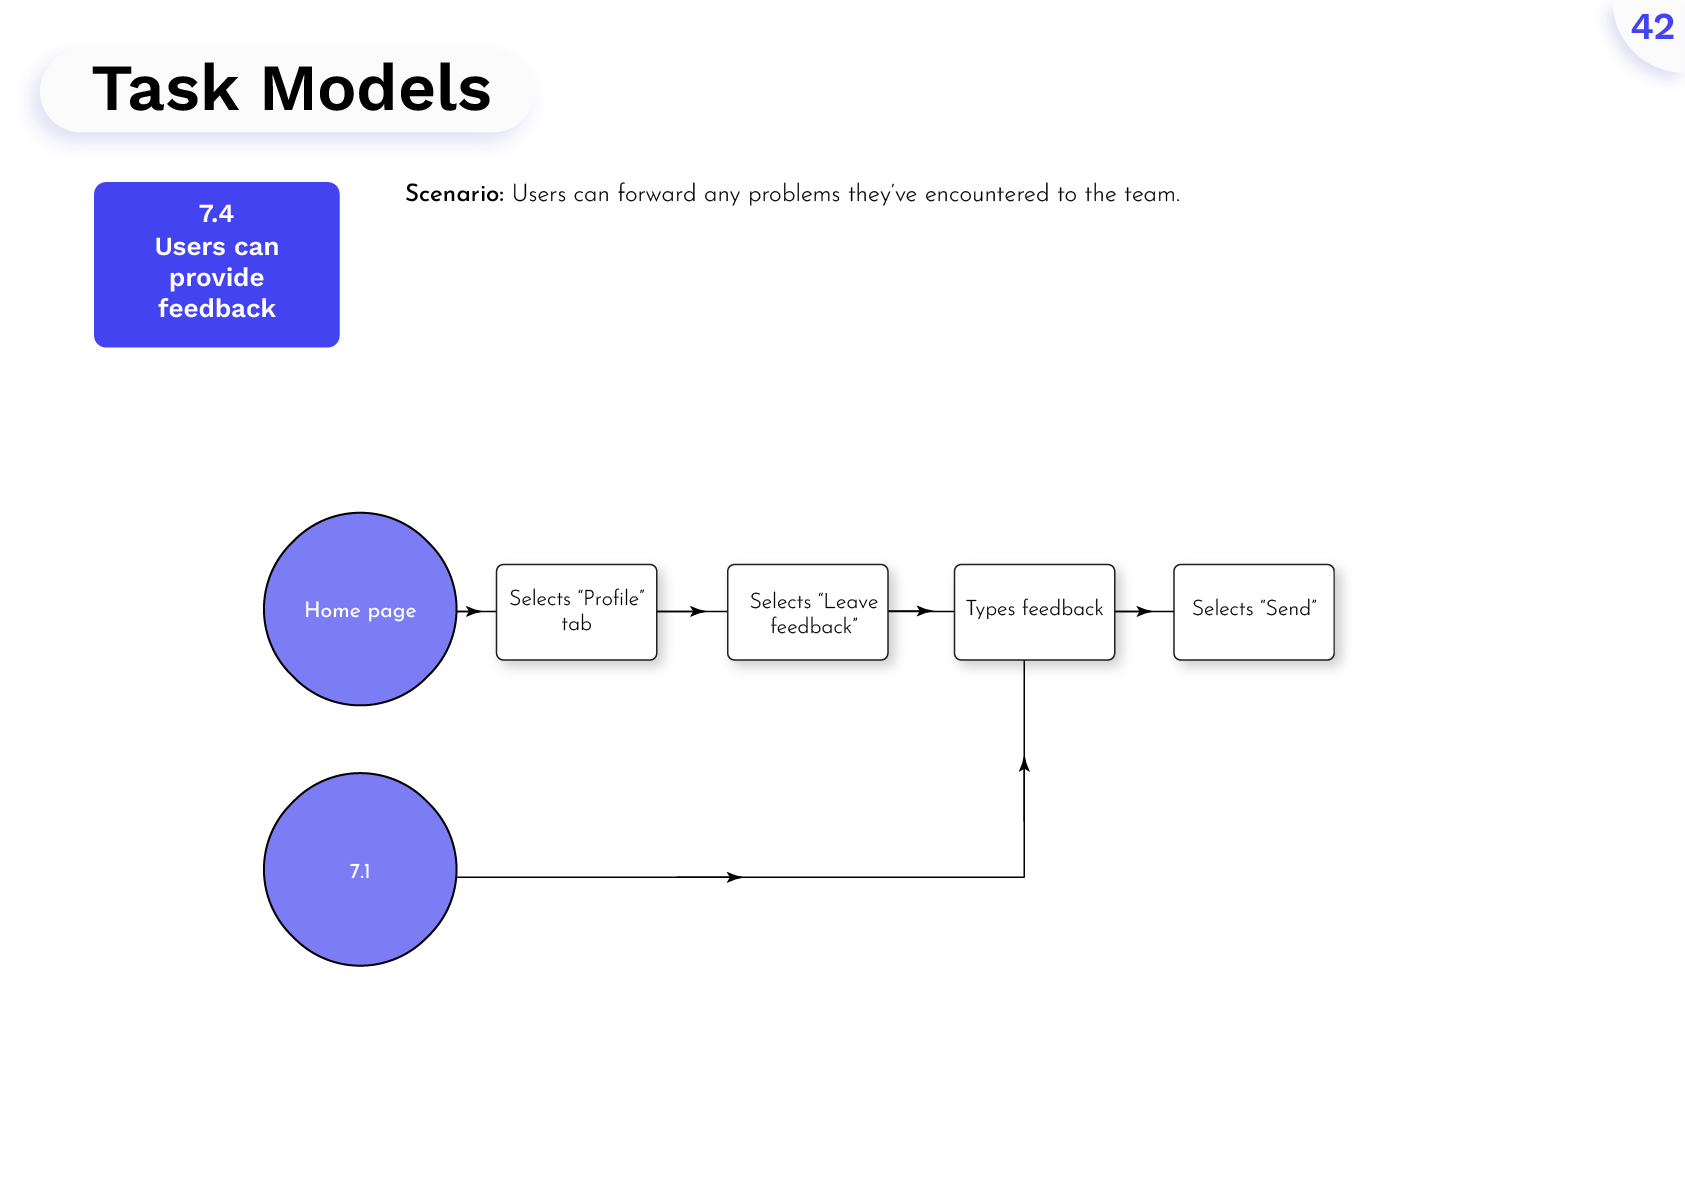 42
Task Models
7.4
Users can
provide
feedback
Scenario: Users can forward any problems they’ve encountered to the team.
Home page
Selects “Profile”
tab
Selects “Leave
feedback”
Types feedback
Selects “Send”
7.1